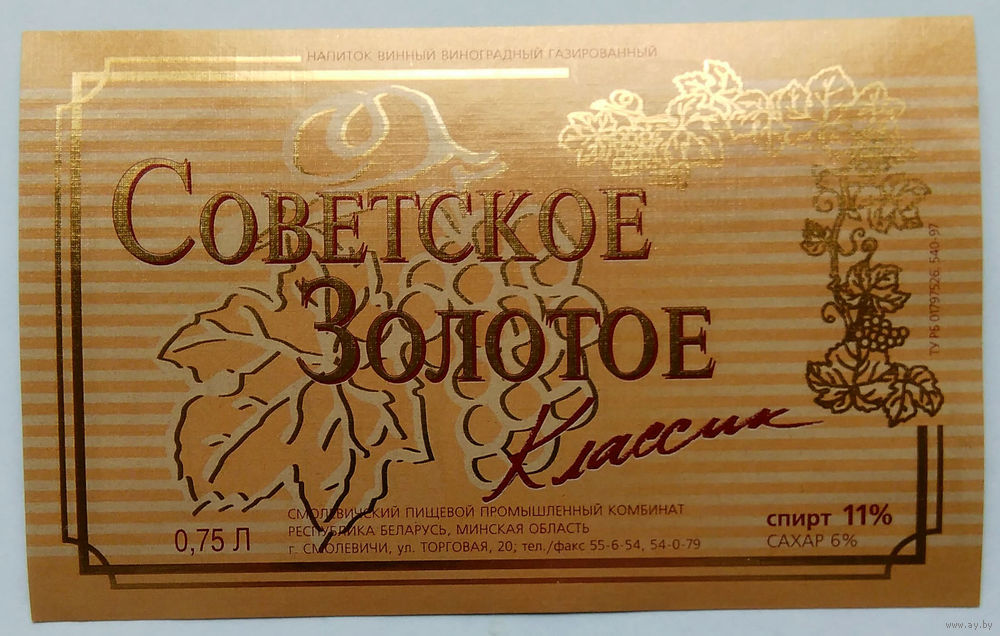 НАПИТОК ВИННЫЙ ВИНОГРАДНЫЙ ГАЗИРОВАННЫЙ
СОВЕТСКОЕ
ЗОЛОТОЕ
Классик
ТУ РБ 01797526. 540-97
0,75 Л
СМОЛЕВИЧСКИЙ ПИЩЕВОЙ ПРОМЫШЛЕННЫЙ КОМБИНАТ
РЕСПУБЛИКА БЕЛАРУСЬ, МИНСКАЯ ОБЛАСТЬ
г. СМОЛЕВИЧИ, ул. ТОРГОВАЯ, 20; тел./факс 55-6-54, 54-0-79
спирт 11%
САХАР 6%
www.ay.by